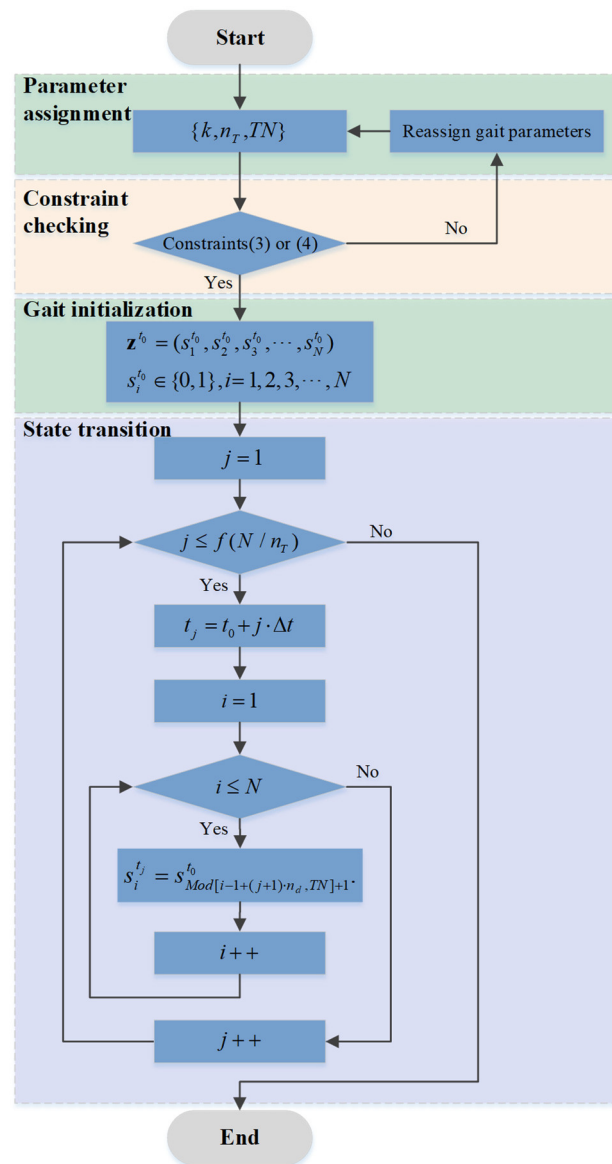 Start
Parameter
assignment
{k, n_T, TN}
Reassign gait parameters
Constraint
checking
Constraints(3) or (4)
No
Yes
Gait initialization
z^{t_0} = (s_1^{t_0}, s_2^{t_0}, s_3^{t_0}, ⋯, s_N^{t_0})
s_i^{t_0} ∈ {0,1}, i= 1, 2, 3, ⋯, N
State transition
j = 1
j ≤ f(N / n_T)
No
Yes
t_j = t_0 + j · Δt
i = 1
i ≤ N
No
Yes
s_i^{t_j} = s_{Mod[i-1+(j+1)·n_d, TN]+1}^{t_0}.
i + +
j + +
End